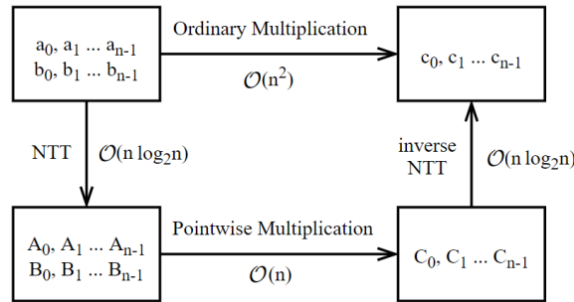 a₀, a₁ ... aₙ₋₁
b₀, b₁ ... bₙ₋₁
Ordinary Multiplication
𝒪(n²)
c₀, c₁ ... cₙ₋₁
NTT
𝒪(n log₂n)
inverse
NTT
𝒪(n log₂n)
A₀, A₁ ... Aₙ₋₁
B₀, B₁ ... Bₙ₋₁
Pointwise Multiplication
𝒪(n)
C₀, C₁ ... Cₙ₋₁